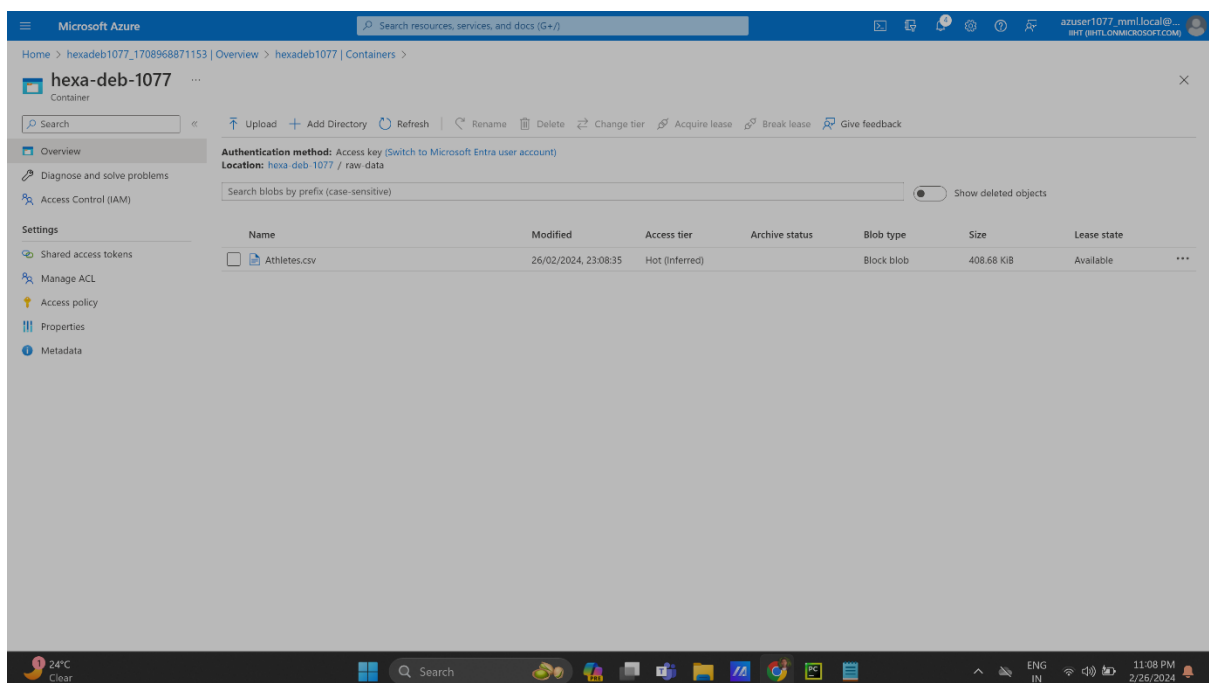 Microsoft Azure
Search resources, services, and docs (G+/)
4
azuser1077_mml.local@...
IIHT (IIHTL.ONMICROSOFT.COM)
Home > hexadeb1077_1708968871153 | Overview > hexadeb1077 | Containers >
hexa-deb-1077 ...
Container
Search
Upload Add Directory Refresh Rename Delete Change tier Acquire lease Break lease Give feedback
Overview
Diagnose and solve problems
Access Control (IAM)
Settings
Shared access tokens
Manage ACL
Access policy
Properties
Metadata
Authentication method: Access key (Switch to Microsoft Entra user account)
Location: hexa-deb-1077 / raw-data
Search blobs by prefix (case-sensitive)
Show deleted objects
Name Modified Access tier Archive status Blob type Size Lease state
Athletes.csv 26/02/2024, 23:08:35 Hot (Inferred) Block blob 408.68 KiB Available ...
1
24°C
Clear
Search
PRE
PC
ENG
IN
11:08 PM
2/26/2024